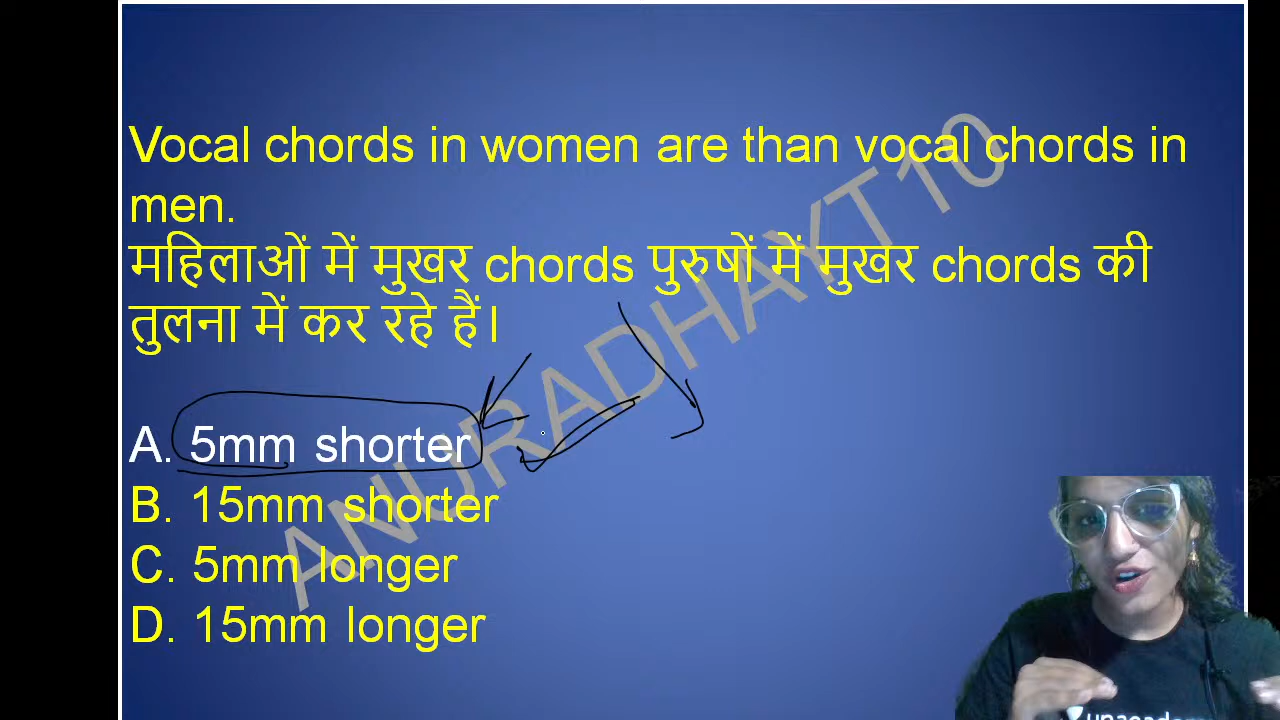 Vocal chords in women are than vocal chords in
men.
महिलाओं में मुखर chords पुरुषों में मुखर chords की
तुलना में कर रहे हैं।
A. 5mm shorter
B. 15mm shorter
C. 5mm longer
D. 15mm longer
ANURADHAYT10